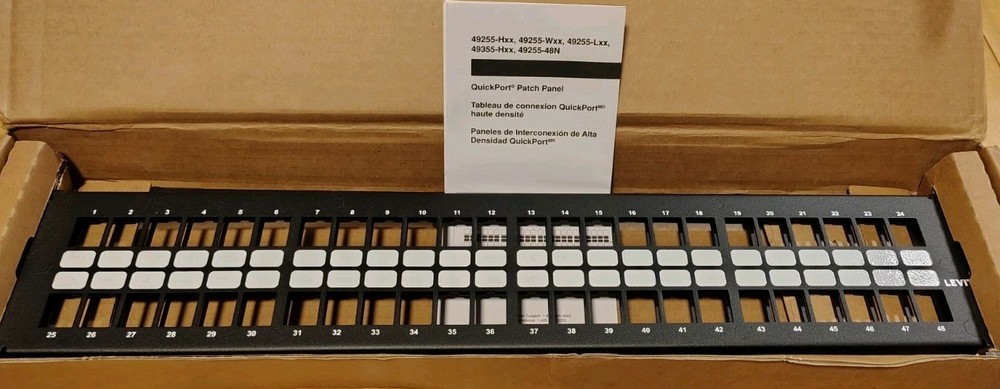 49255-Hxx, 49255-Wxx, 49255-Lxx,
49355-Hxx, 49255-48N
QuickPort® Patch Panel
Tableau de connexion QuickPortMD
haute densité
Paneles de Interconexión de Alta
Densidad QuickPortMR
1 2 3 4 5 6 7 8 9 10 11 12 13 14 15 16 17 18 19 20 21 22 23 24
LEVIT
25 26 27 28 29 30 31 32 33 34 35 36 37 38 39 40 41 42 43 44 45 46 47 48